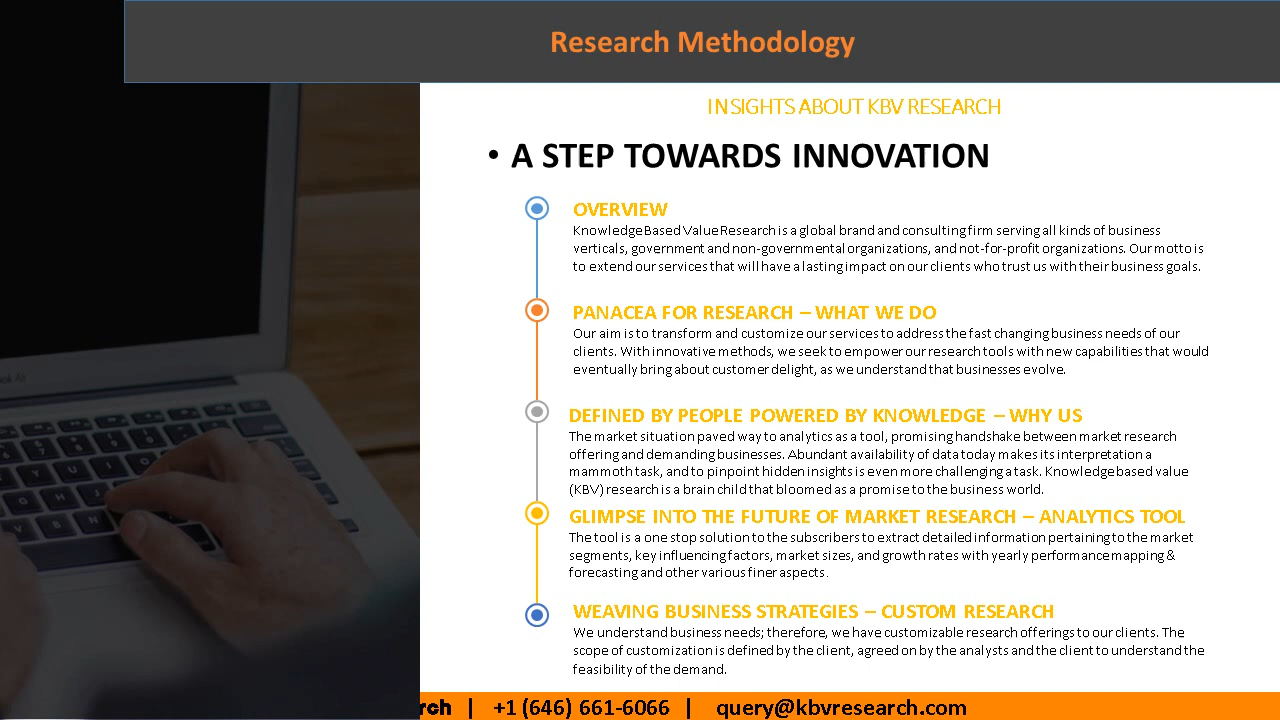 Research Methodology
INSIGHTS ABOUT KBV RESEARCH
• A STEP TOWARDS INNOVATION
OVERVIEW
Knowledge Based Value Research is a global brand and consulting firm serving all kinds of business
verticals, government and non-governmental organizations, and not-for-profit organizations. Our motto is
to extend our services that will have a lasting impact on our clients who trust us with their business goals.
PANACEA FOR RESEARCH – WHAT WE DO
Our aim is to transform and customize our services to address the fast changing business needs of our
clients. With innovative methods, we seek to empower our research tools with new capabilities that would
eventually bring about customer delight, as we understand that businesses evolve.
DEFINED BY PEOPLE POWERED BY KNOWLEDGE – WHY US
The market situation paved way to analytics as a tool, promising handshake between market research
offering and demanding businesses. Abundant availability of data today makes its interpretation a
mammoth task, and to pinpoint hidden insights is even more challenging a task. Knowledge based value
(KBV) research is a brain child that bloomed as a promise to the business world.
GLIMPSE INTO THE FUTURE OF MARKET RESEARCH – ANALYTICS TOOL
The tool is a one stop solution to the subscribers to extract detailed information pertaining to the market
segments, key influencing factors, market sizes, and growth rates with yearly performance mapping &
forecasting and other various finer aspects.
WEAVING BUSINESS STRATEGIES – CUSTOM RESEARCH
We understand business needs; therefore, we have customizable research offerings to our clients. The
scope of customization is defined by the client, agreed on by the analysts and the client to understand the
feasibility of the demand.
rch | +1 (646) 661-6066 | query@kbvresearch.com